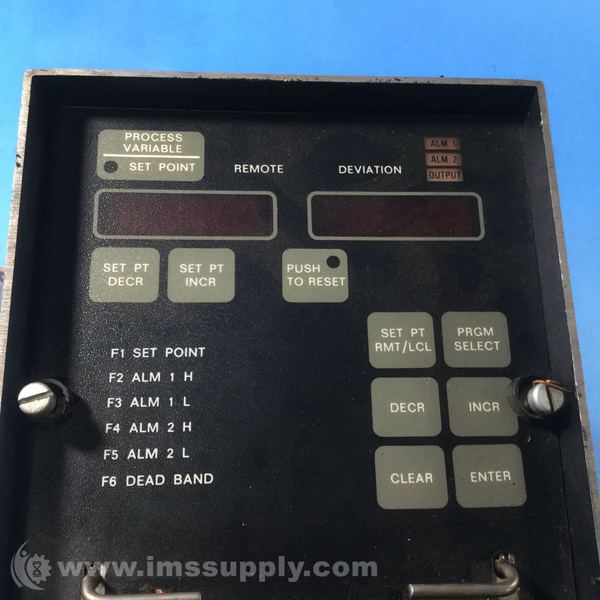 PROCESS
VARIABLE
SET POINT
REMOTE
DEVIATION
ALM 1
ALM 2
OUTPUT
SET PT
DECR
SET PT
INCR
PUSH
TO RESET
SET PT
RMT/LCL
PRGM
SELECT
F1 SET POINT
F2 ALM 1 H
F3 ALM 1 L
F4 ALM 2 H
F5 ALM 2 L
F6 DEAD BAND
DECR
INCR
CLEAR
ENTER
www.imssupply.com